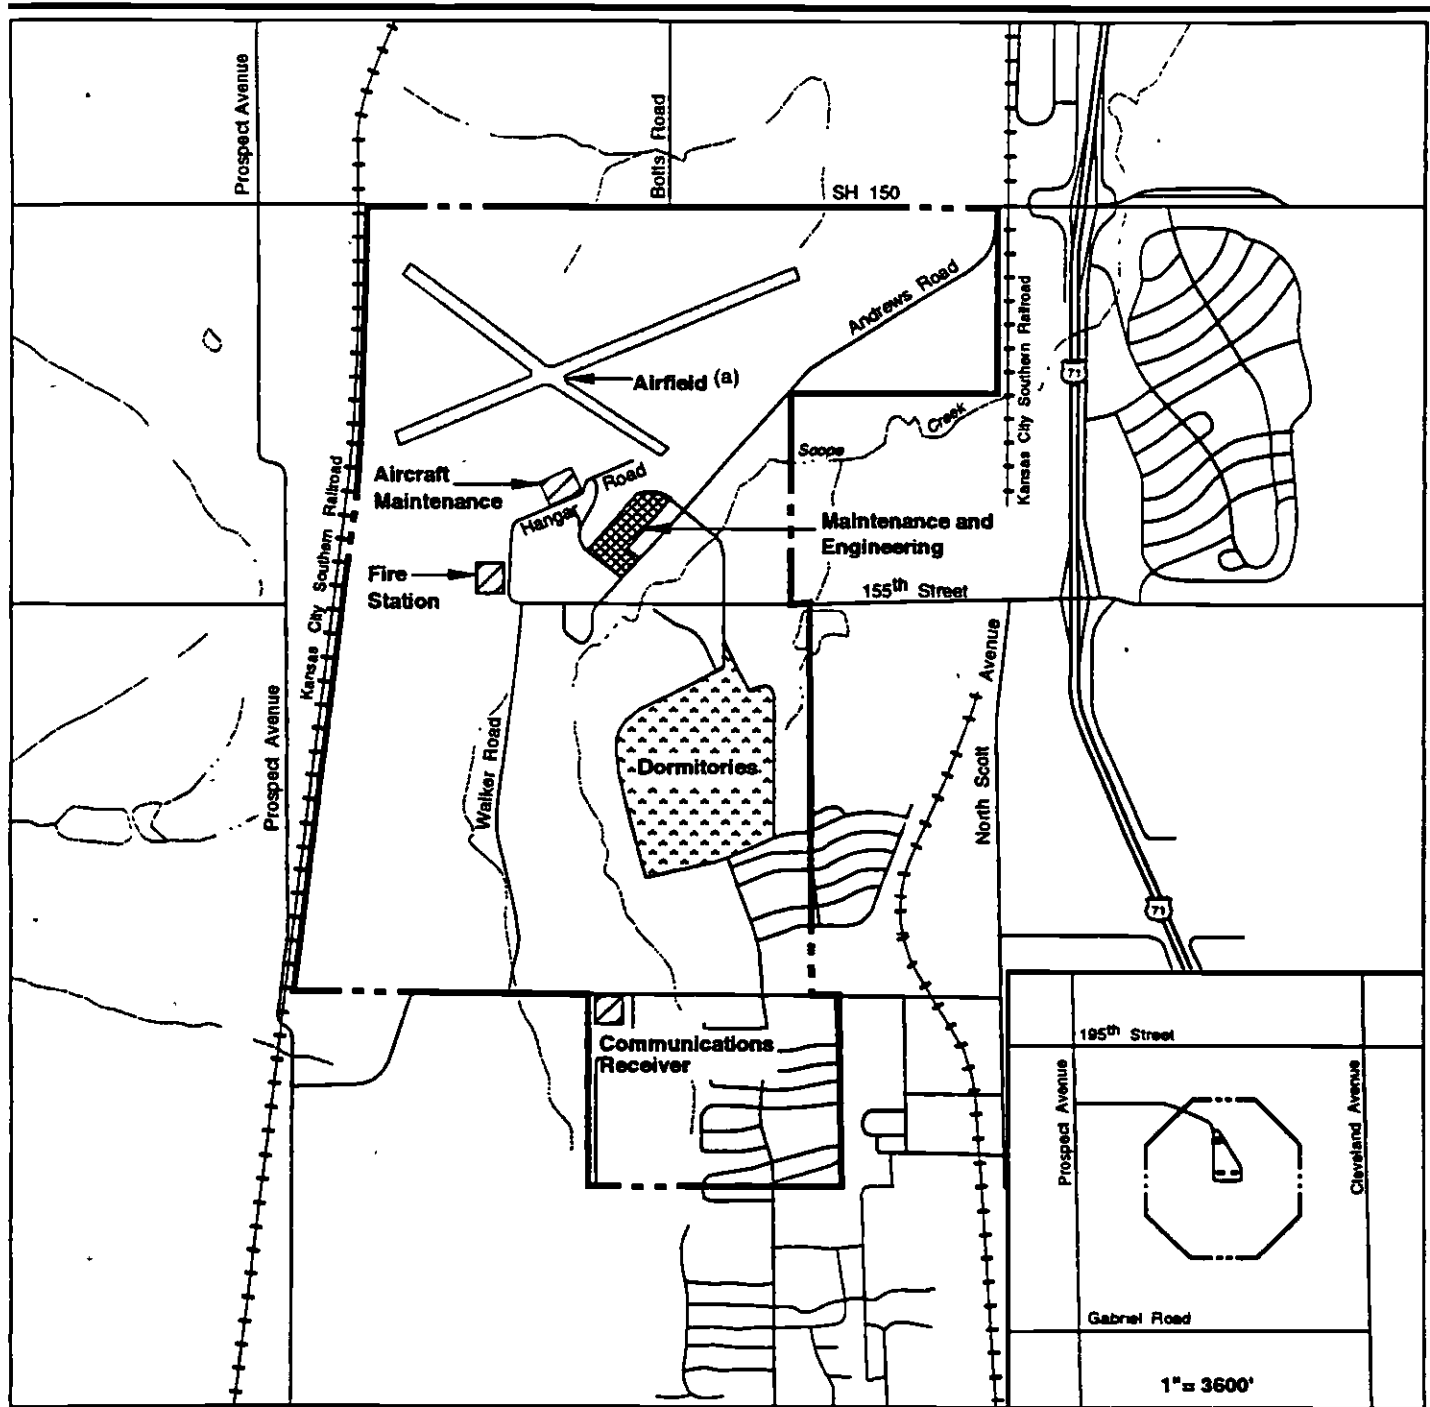 Prospect Avenue
Botts Road
SH 150
Andrews Road
Kansas City Southern Railroad
71
Airfield (a)
Scope
Creek
Aircraft
Maintenance
Hangar
Road
Maintenance and
Engineering
Kansas City Southern Railroad
Fire
Station
155th Street
North Scott Avenue
Prospect Avenue
Walker Road
Dormitories
71
Communications
Receiver
195th Street
Prospect Avenue
Cleveland Avenue
Gabriel Road
1"= 3600'